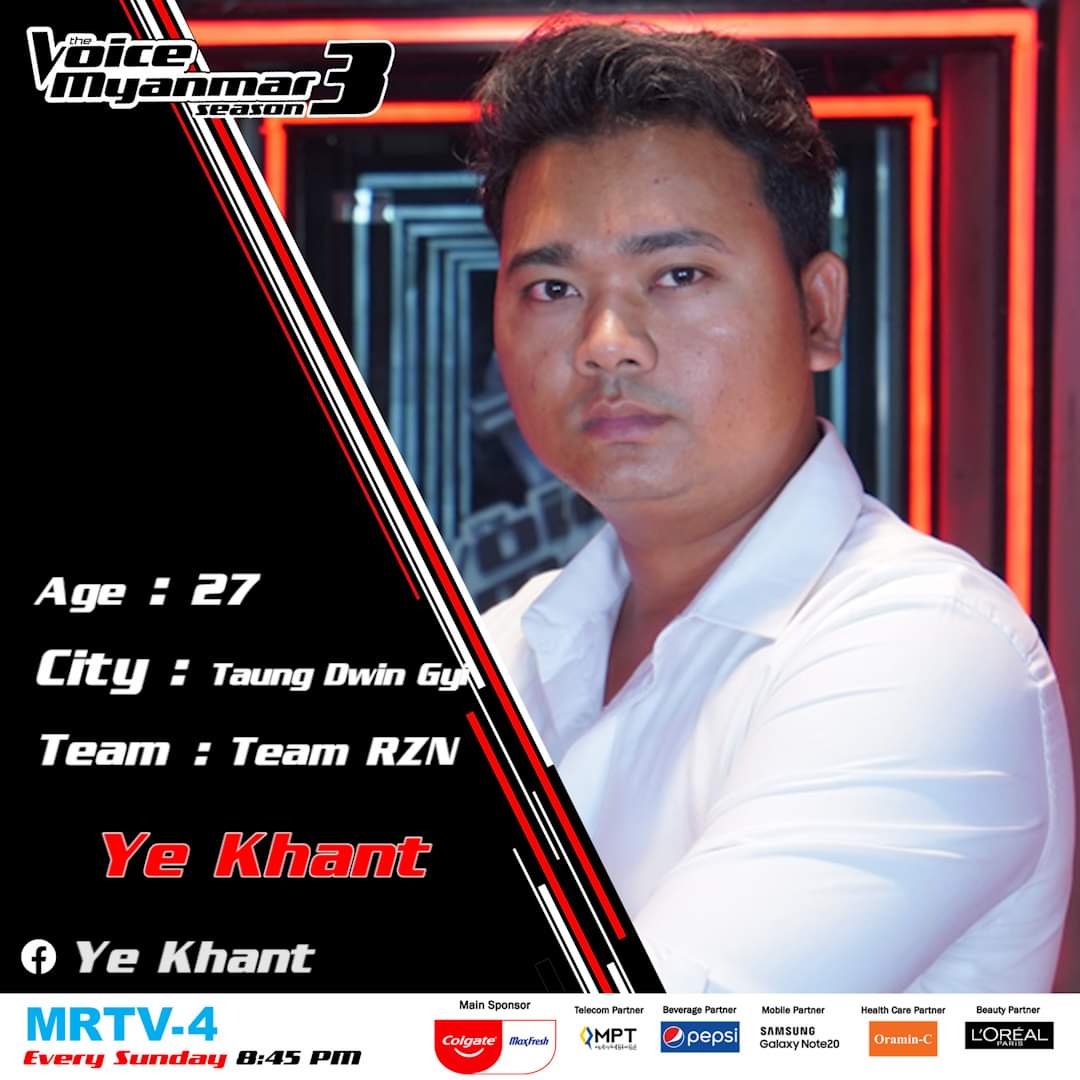 the
Voice
Myanmar
season 3
Age : 27
City : Taung Dwin Gyi
Team : Team RZN
Ye Khant
Ye Khant
MRTV-4
Every Sunday 8:45 PM
Main Sponsor
Colgate MaxFresh
Telecom Partner
MPT
Beverage Partner
pepsi
Mobile Partner
SAMSUNG
Galaxy Note20
Health Care Partner
Oramin-C
Beauty Partner
L'ORÉAL
PARIS